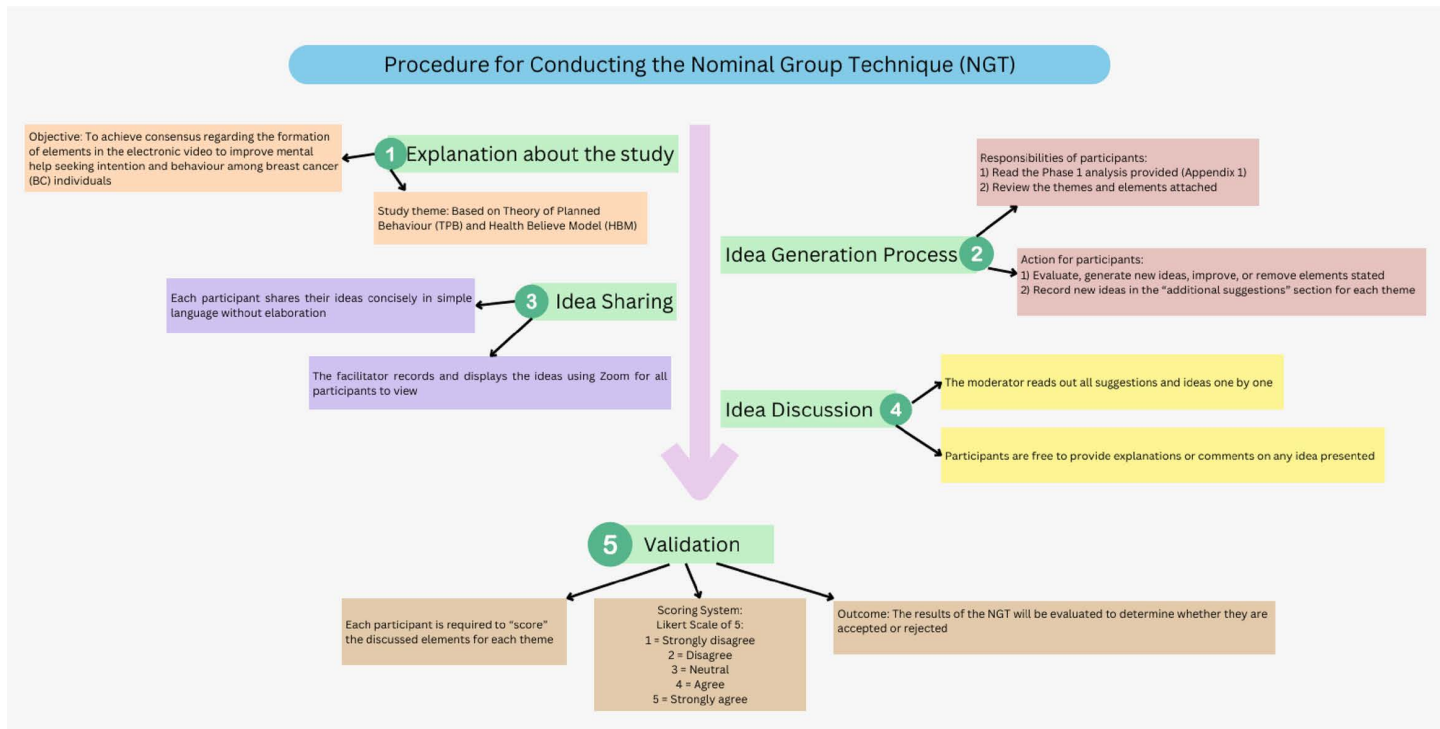 Procedure for Conducting the Nominal Group Technique (NGT)
1 Explanation about the study
Objective: To achieve consensus regarding the formation
of elements in the electronic video to improve mental
help seeking intention and behaviour among breast cancer
(BC) individuals
Study theme: Based on Theory of Planned
Behaviour (TPB) and Health Believe Model (HBM)
Idea Generation Process 2
Responsibilities of participants:
1) Read the Phase 1 analysis provided (Appendix 1)
2) Review the themes and elements attached
Action for participants:
1) Evaluate, generate new ideas, improve, or remove elements stated
2) Record new ideas in the “additional suggestions” section for each theme
3 Idea Sharing
Each participant shares their ideas concisely in simple
language without elaboration
The facilitator records and displays the ideas using Zoom for all
participants to view
Idea Discussion 4
The moderator reads out all suggestions and ideas one by one
Participants are free to provide explanations or comments on any idea presented
5 Validation
Each participant is required to “score”
the discussed elements for each theme
Scoring System:
Likert Scale of 5:
1 = Strongly disagree
2 = Disagree
3 = Neutral
4 = Agree
5 = Strongly agree
Outcome: The results of the NGT will be evaluated to determine whether they are
accepted or rejected